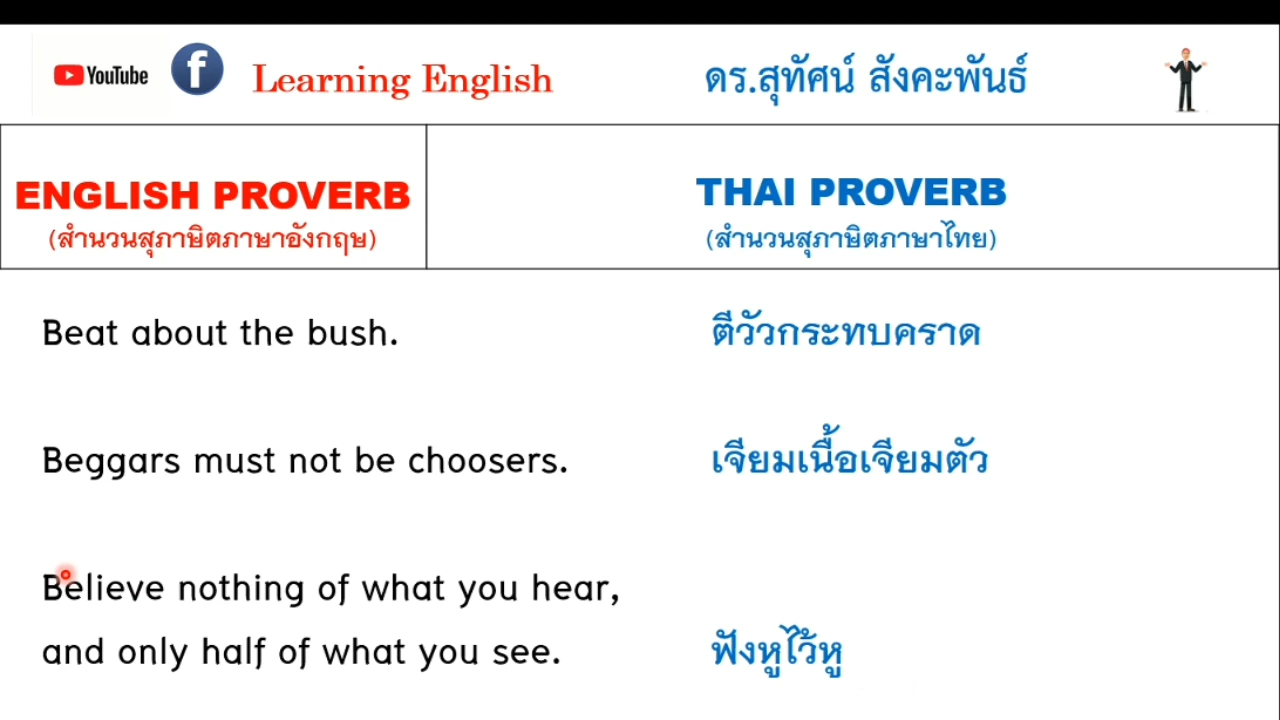 YouTube f Learning English ดร.สุทัศน์ สังคะพันธ์
ENGLISH PROVERB
(สำนวนสุภาษิตภาษาอังกฤษ)
THAI PROVERB
(สำนวนสุภาษิตภาษาไทย)
Beat about the bush. ตีวัวกระทบคราด
Beggars must not be choosers. เจียมเนื้อเจียมตัว
Believe nothing of what you hear,
and only half of what you see. ฟังหูไว้หู